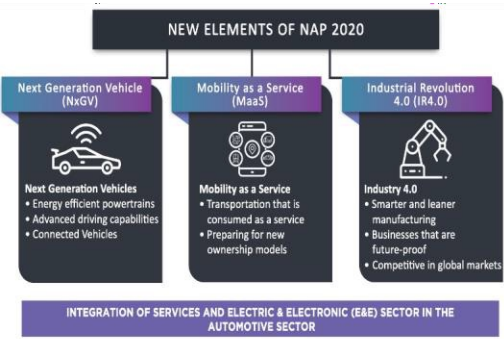 NEW ELEMENTS OF NAP 2020
Next Generation Vehicle
(NxGV)
Next Generation Vehicles
• Energy efficient powertrains
• Advanced driving capabilities
• Connected Vehicles
Mobility as a Service
(MaaS)
Mobility as a Service
• Transportation that is
consumed as a service
• Preparing for new
ownership models
Industrial Revolution
4.0 (IR4.0)
Industry 4.0
• Smarter and leaner
manufacturing
• Businesses that are
future-proof
• Competitive in global markets
INTEGRATION OF SERVICES AND ELECTRIC & ELECTRONIC (E&E) SECTOR IN THE
AUTOMOTIVE SECTOR